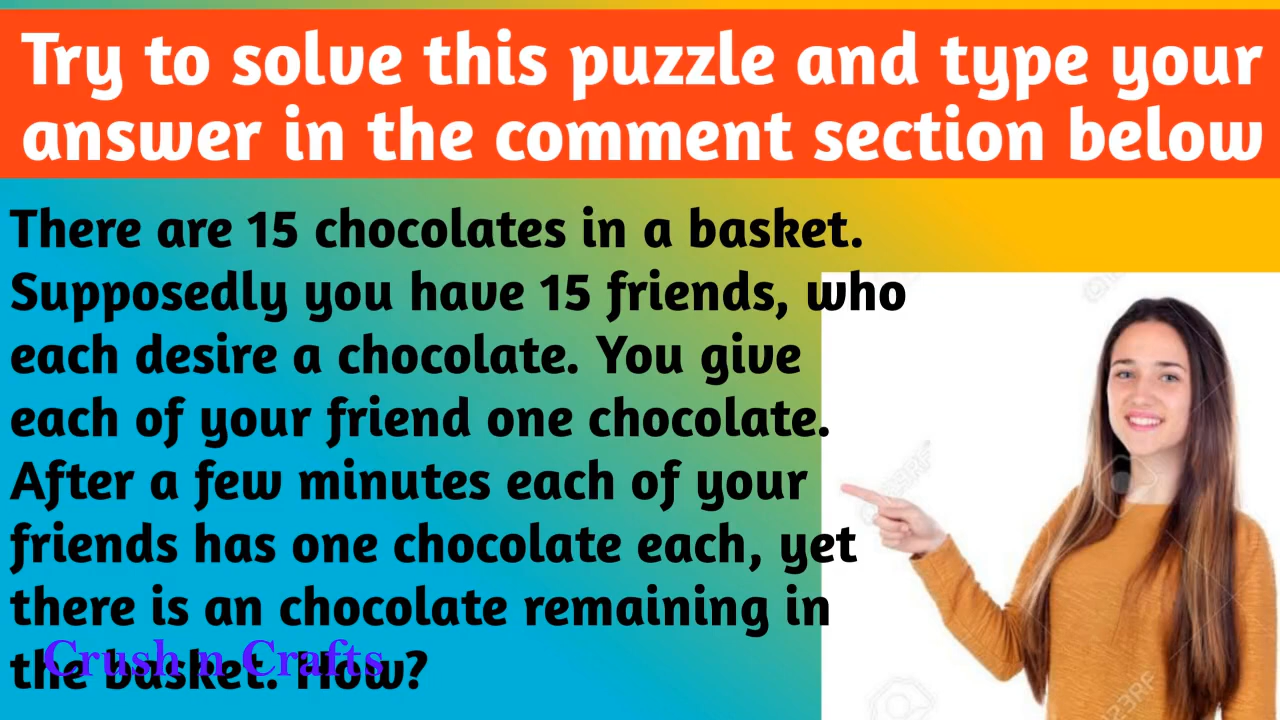 Try to solve this puzzle and type your
answer in the comment section below
There are 15 chocolates in a basket.
Supposedly you have 15 friends, who
each desire a chocolate. You give
each of your friend one chocolate.
After a few minutes each of your
friends has one chocolate each, yet
there is an chocolate remaining in
the basket. How?
Crush n Crafts